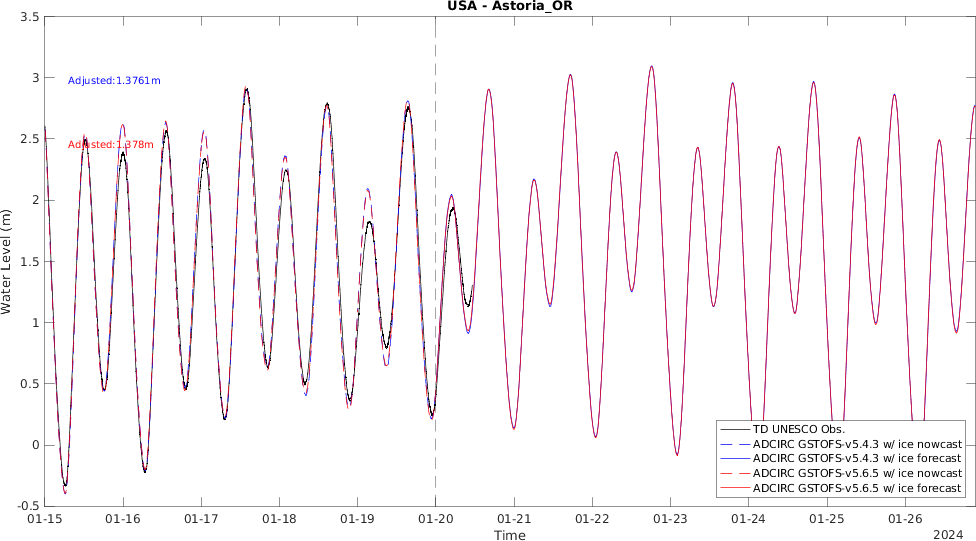 USA - Astoria_OR
3.5
3
2.5
2
1.5
1
0.5
0
-0.5
Water Level (m)
Adjusted:1.3761m
Adjusted:1.378m
TD UNESCO Obs.
ADCIRC GSTOFS-v5.4.3 w/ ice nowcast
ADCIRC GSTOFS-v5.4.3 w/ ice forecast
ADCIRC GSTOFS-v5.6.5 w/ ice nowcast
ADCIRC GSTOFS-v5.6.5 w/ ice forecast
01-15 01-16 01-17 01-18 01-19 01-20 01-21 01-22 01-23 01-24 01-25 01-26
Time
2024